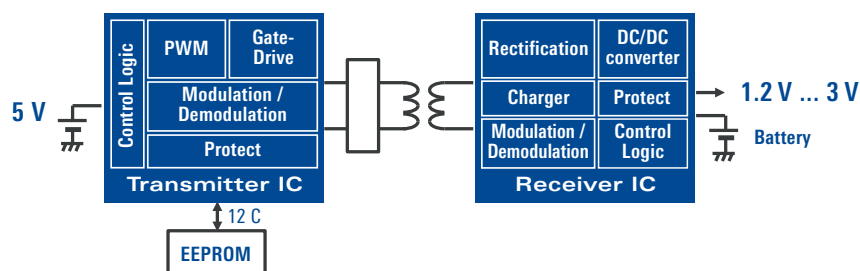 5 V
Control Logic
PWM
Gate-
Drive
Modulation /
Demodulation
Protect
Transmitter IC
12 C
EEPROM
Rectification
DC/DC
converter
Charger
Protect
Modulation /
Demodulation
Control
Logic
Receiver IC
1.2 V ... 3 V
Battery